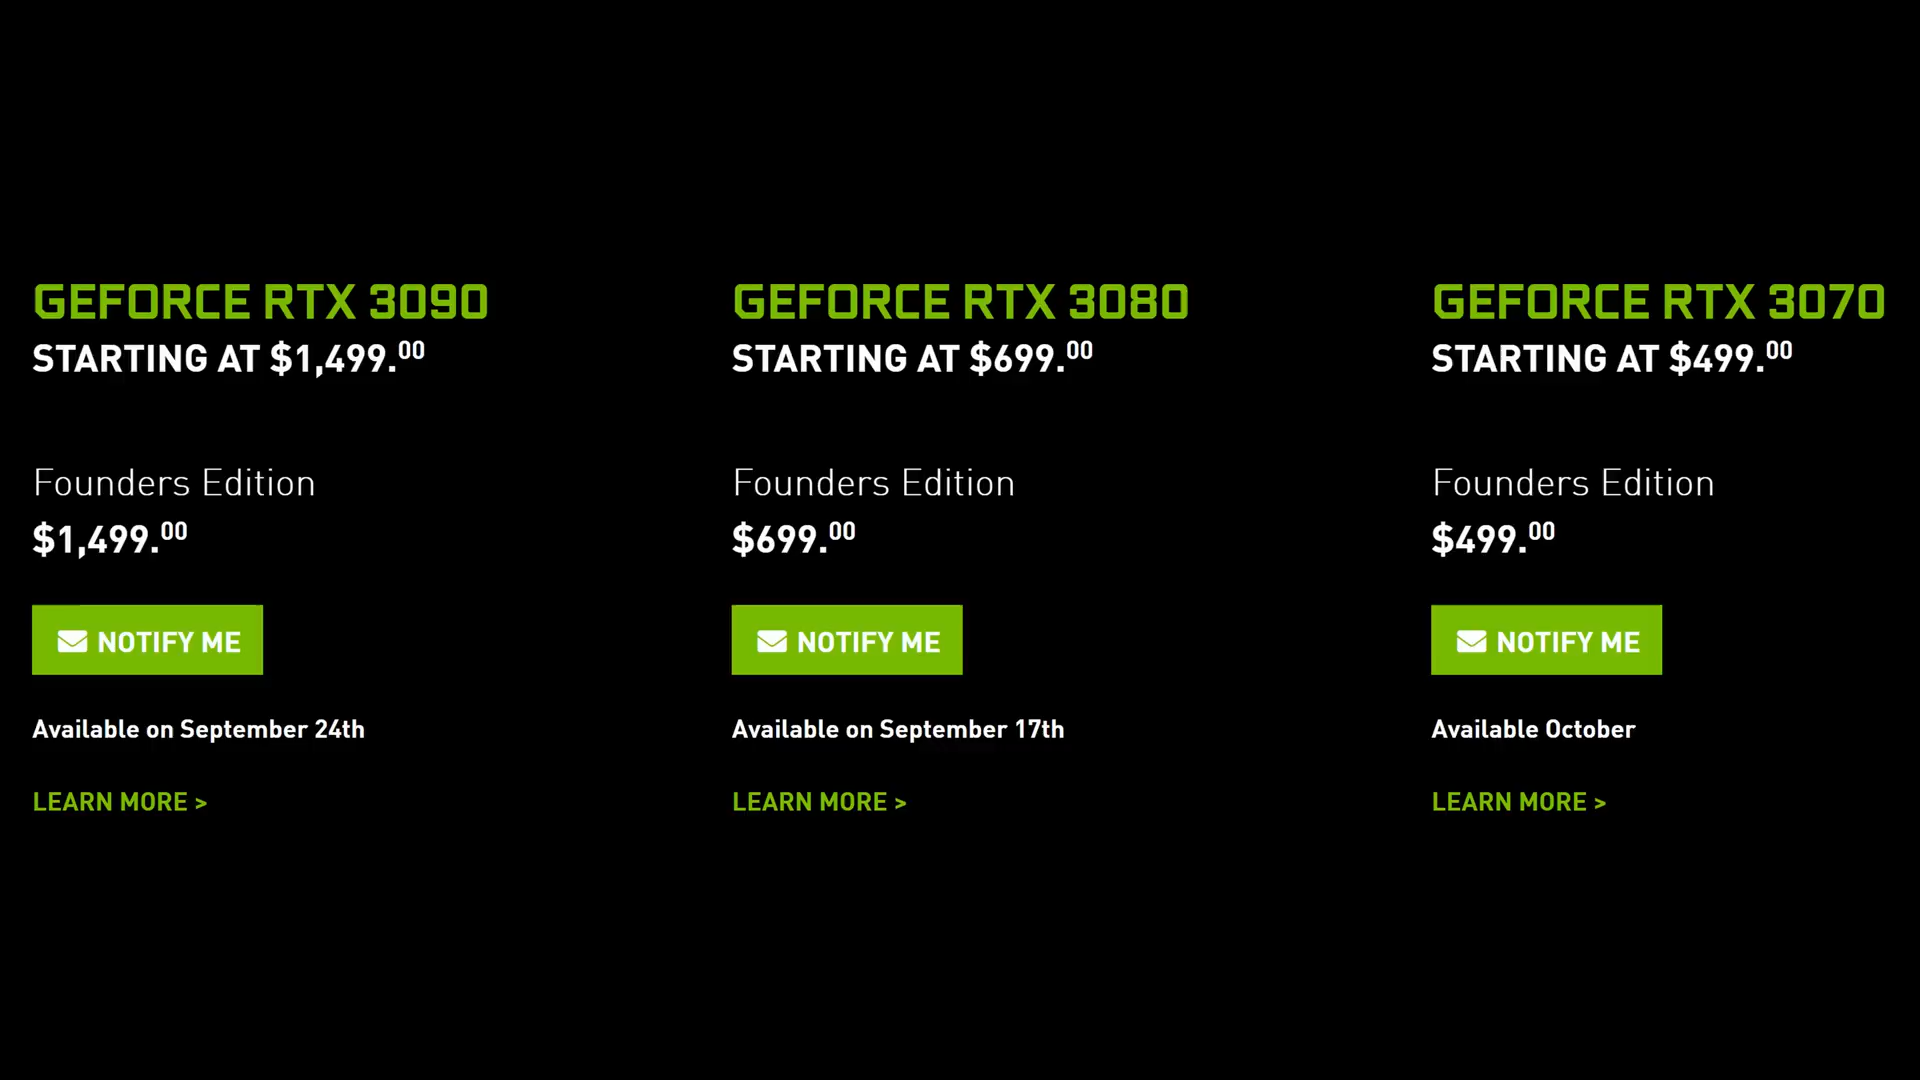 GEFORCE RTX 3090
STARTING AT $1,499.00
Founders Edition
$1,499.00
NOTIFY ME
Available on September 24th
LEARN MORE >
GEFORCE RTX 3080
STARTING AT $699.00
Founders Edition
$699.00
NOTIFY ME
Available on September 17th
LEARN MORE >
GEFORCE RTX 3070
STARTING AT $499.00
Founders Edition
$499.00
NOTIFY ME
Available October
LEARN MORE >